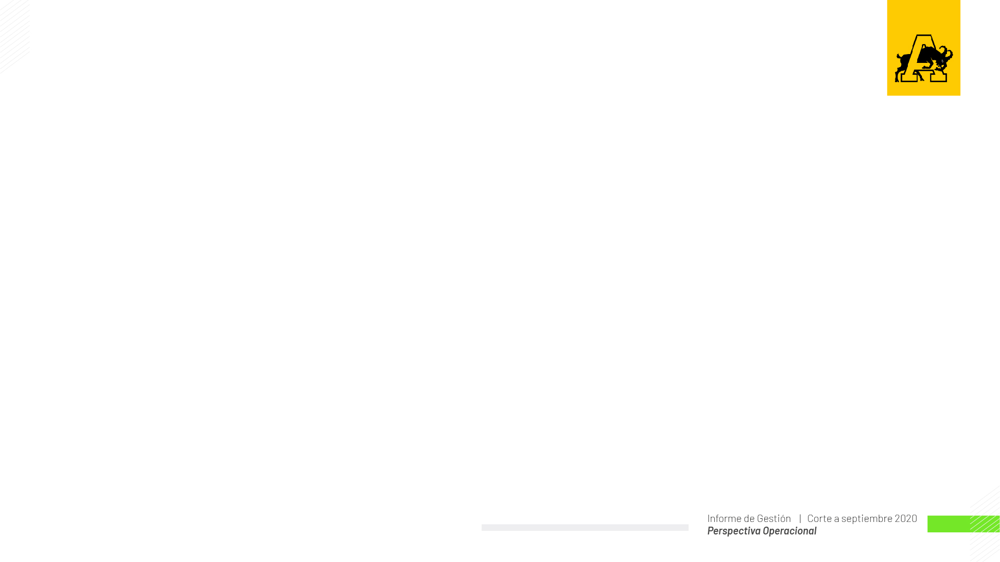 A
Informe de Gestión | Corte a septiembre 2020
Perspectiva Operacional